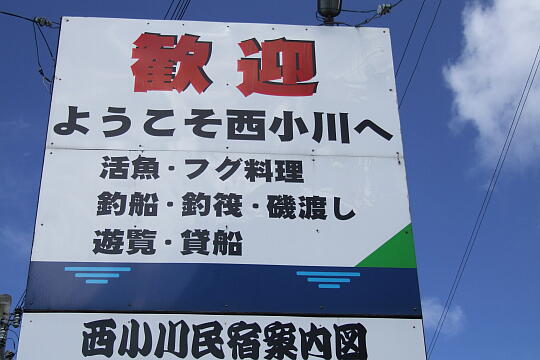 歓迎
ようこそ西小川へ
活魚・フグ料理
釣船・釣筏・磯渡し
遊覧・貸船
西小川民宿案内図